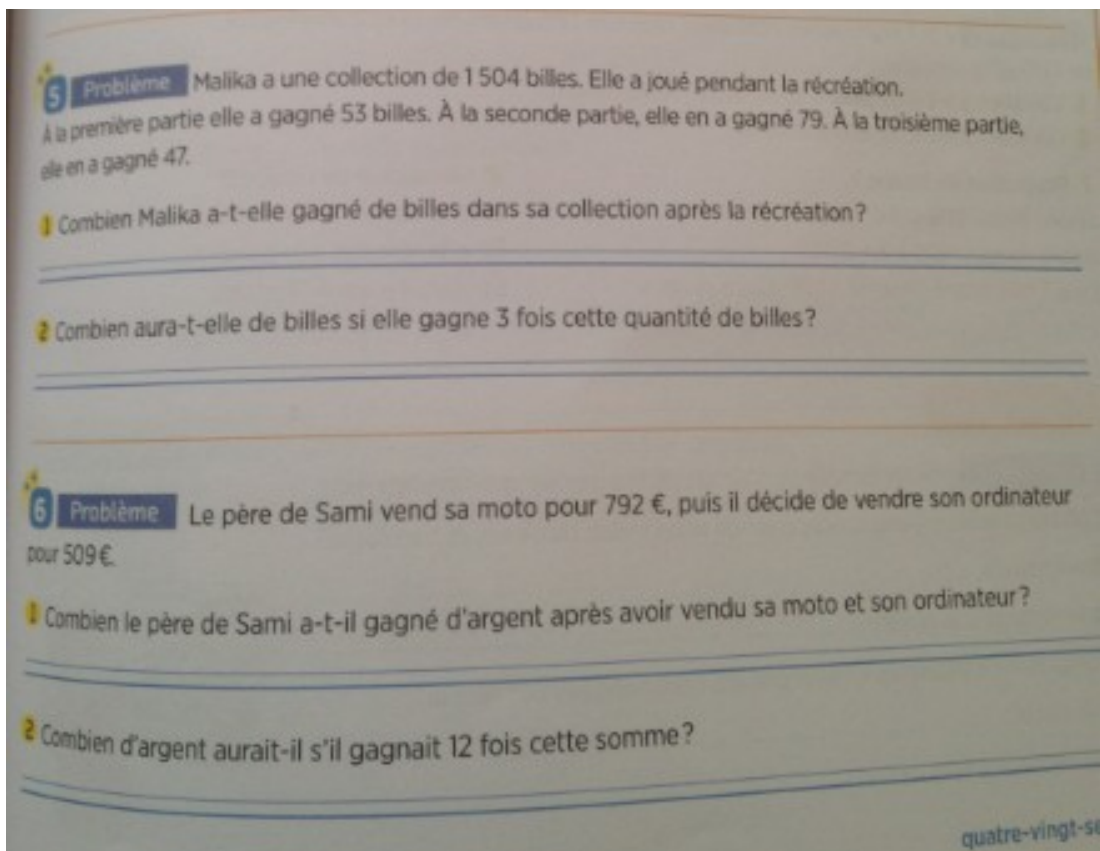 5 Problème Malika a une collection de 1 504 billes. Elle a joué pendant la récréation.
À la première partie elle a gagné 53 billes. À la seconde partie, elle en a gagné 79. À la troisième partie,
elle en a gagné 47.
1 Combien Malika a-t-elle gagné de billes dans sa collection après la récréation ?
2 Combien aura-t-elle de billes si elle gagne 3 fois cette quantité de billes ?
6 Problème Le père de Sami vend sa moto pour 792 €, puis il décide de vendre son ordinateur
pour 509 €.
1 Combien le père de Sami a-t-il gagné d'argent après avoir vendu sa moto et son ordinateur ?
2 Combien d'argent aurait-il s'il gagnait 12 fois cette somme ?
quatre-vingt-se